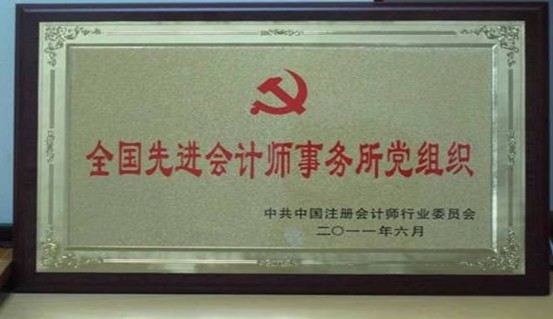 全国先进会计师事务所党组织
中共中国注册会计师行业委员会
二〇一一年六月